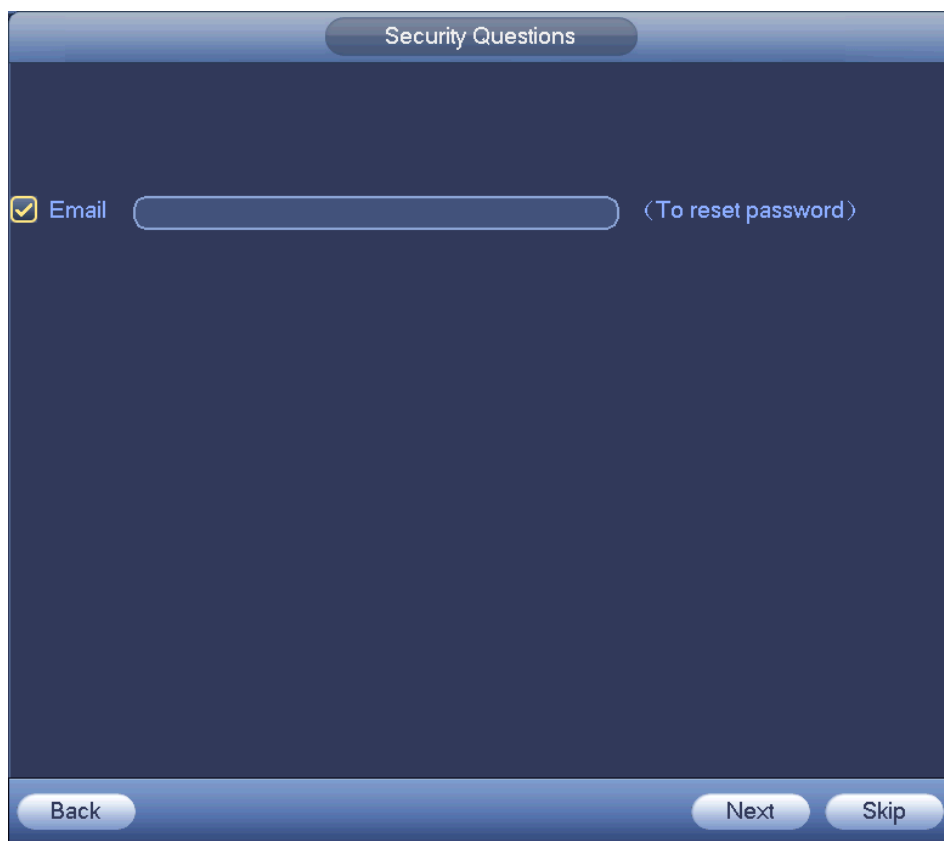 Security Questions
Email （To reset password）
Back Next Skip